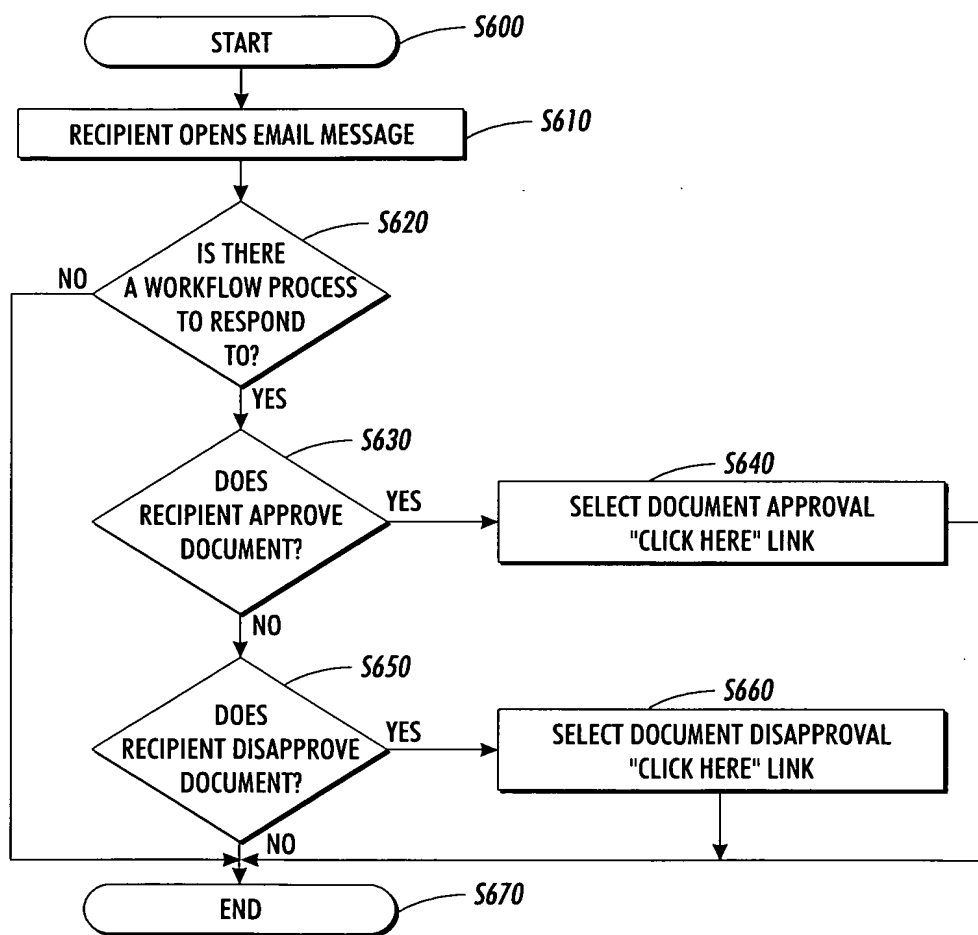 START
S600
RECIPIENT OPENS EMAIL MESSAGE
S610
S620
IS THERE
A WORKFLOW PROCESS
TO RESPOND
TO?
NO
YES
S630
DOES
RECIPIENT APPROVE
DOCUMENT?
YES
S640
SELECT DOCUMENT APPROVAL
"CLICK HERE" LINK
NO
S650
DOES
RECIPIENT DISAPPROVE
DOCUMENT?
YES
S660
SELECT DOCUMENT DISAPPROVAL
"CLICK HERE" LINK
NO
END
S670